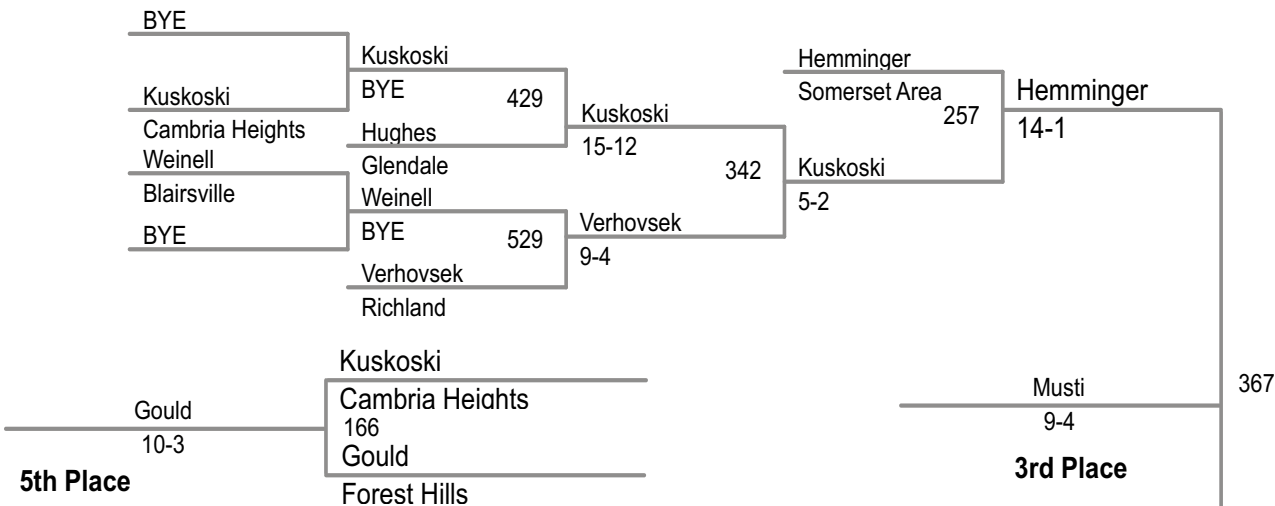 BYE
Kuskoski
Cambria Heights
Weinell
Blairsville
BYE
Kuskoski
BYE
429
Hughes
Glendale
Weinell
BYE
529
Verhovsek
Richland
Kuskoski
15-12
342
Verhovsek
9-4
Hemminger
Somerset Area
257
Kuskoski
5-2
Hemminger
14-1
367
Musti
9-4
3rd Place
Kuskoski
Cambria Heights
166
Gould
Forest Hills
Gould
10-3
5th Place